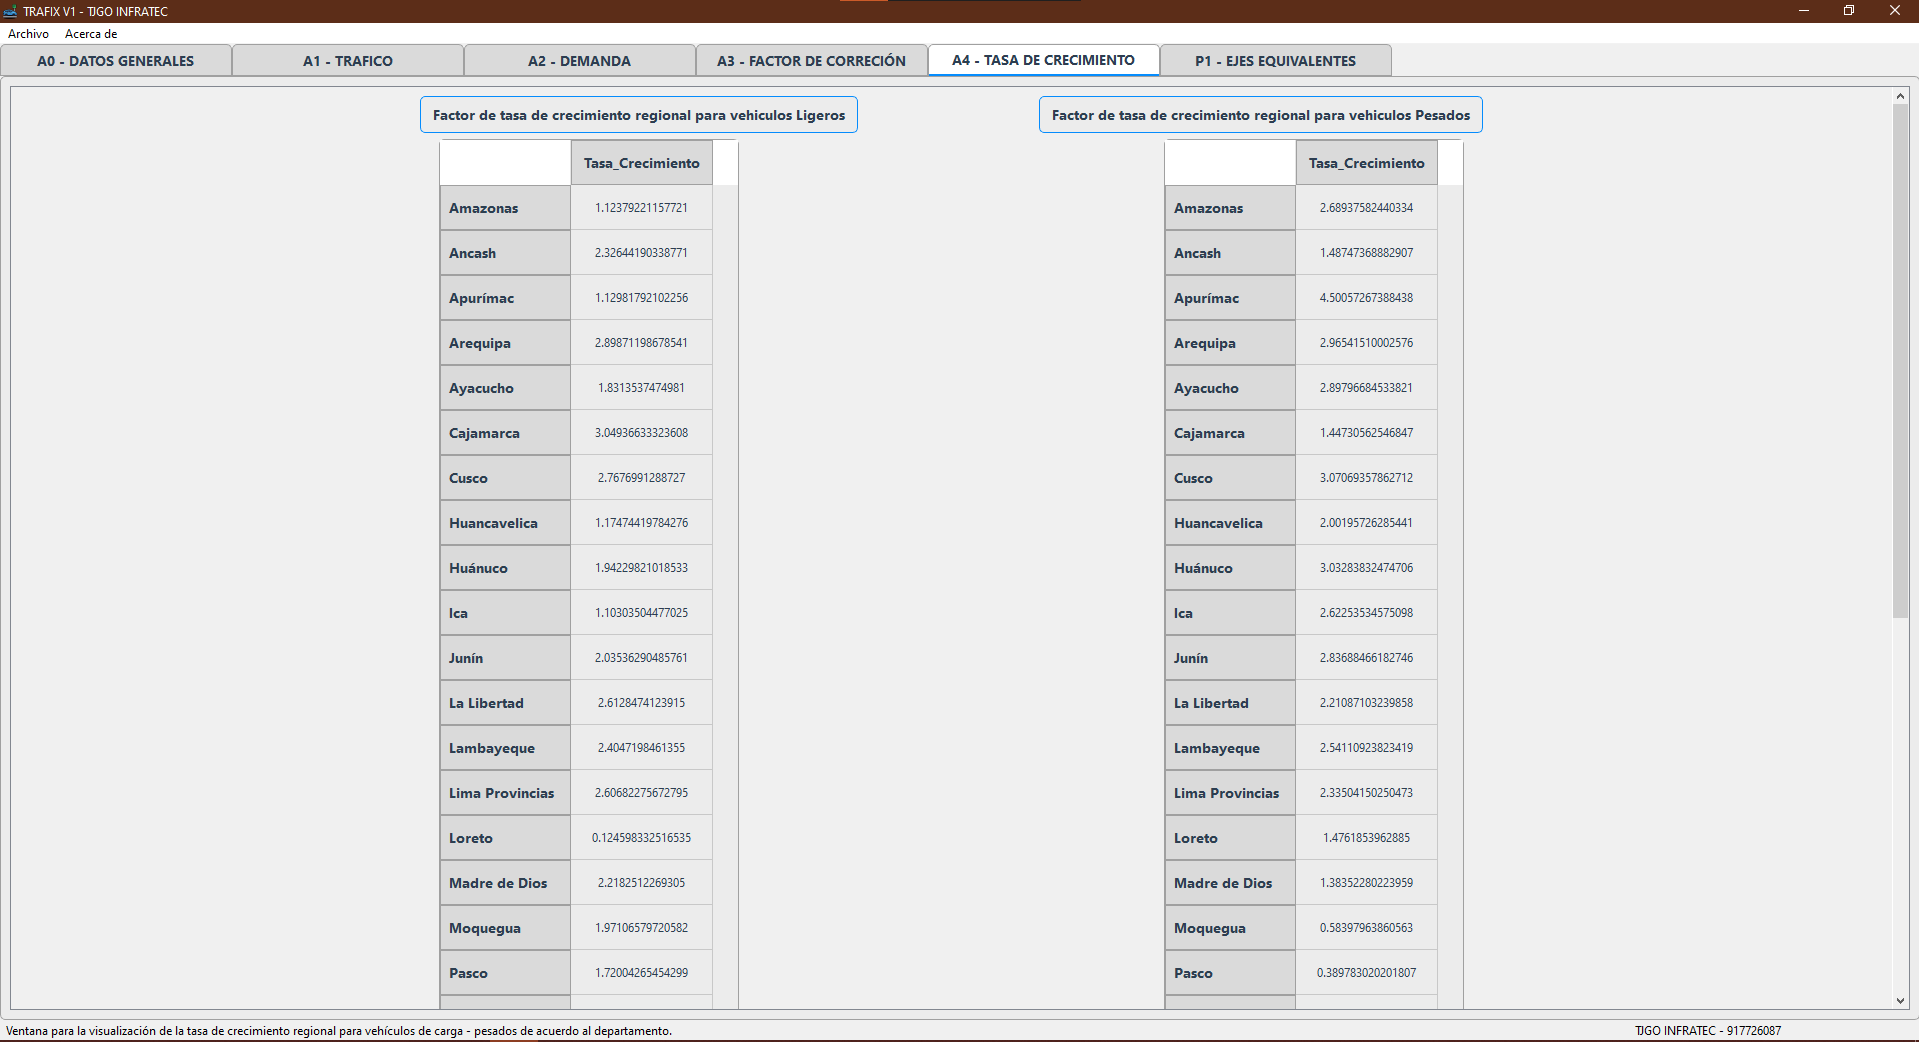 TRAFIX V1 - TJGO INFRATEC
Archivo Acerca de
A0 - DATOS GENERALES A1 - TRAFICO A2 - DEMANDA A3 - FACTOR DE CORRECIÓN A4 - TASA DE CRECIMIENTO P1 - EJES EQUIVALENTES
Factor de tasa de crecimiento regional para vehiculos Ligeros
Tasa_Crecimiento
Amazonas 1.12379221157721
Ancash 2.32644190338771
Apurímac 1.12981792102256
Arequipa 2.89871198678541
Ayacucho 1.8313537474981
Cajamarca 3.04936633323608
Cusco 2.7676991288727
Huancavelica 1.17474419784276
Huánuco 1.94229821018533
Ica 1.10303504477025
Junín 2.03536290485761
La Libertad 2.6128474123915
Lambayeque 2.4047198461355
Lima Provincias 2.60682275672795
Loreto 0.124598332516535
Madre de Dios 2.2182512269305
Moquegua 1.97106579720582
Pasco 1.72004265454299
Factor de tasa de crecimiento regional para vehiculos Pesados
Tasa_Crecimiento
Amazonas 2.68937582440334
Ancash 1.48747368882907
Apurímac 4.50057267388438
Arequipa 2.96541510002576
Ayacucho 2.89796684533821
Cajamarca 1.44730562546847
Cusco 3.07069357862712
Huancavelica 2.00195726285441
Huánuco 3.03283832474706
Ica 2.62253534575098
Junín 2.83688466182746
La Libertad 2.21087103239858
Lambayeque 2.54110923823419
Lima Provincias 2.33504150250473
Loreto 1.4761853962885
Madre de Dios 1.38352280223959
Moquegua 0.58397963860563
Pasco 0.389783020201807
Ventana para la visualización de la tasa de crecimiento regional para vehículos de carga - pesados de acuerdo al departamento.
TJGO INFRATEC - 917726087